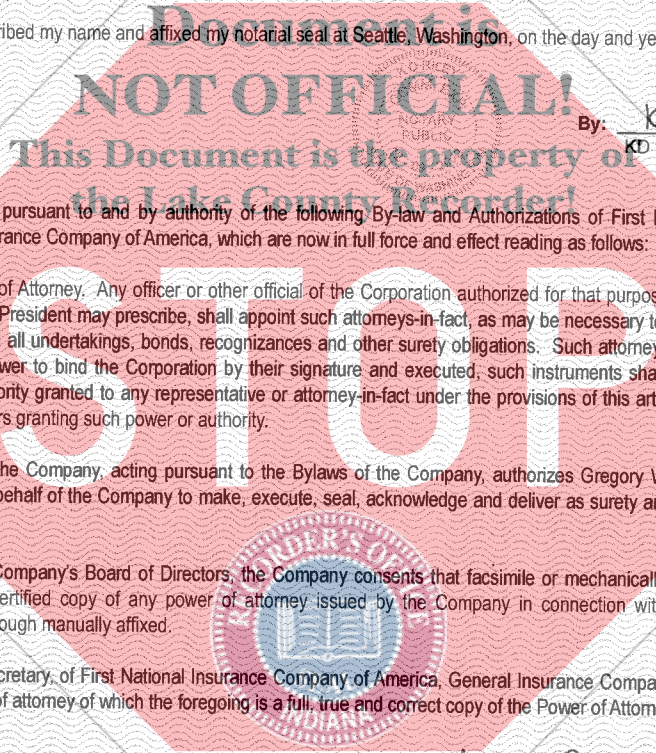 Document is
NOT OFFICIAL!
This Document is the property of
the Lake County Recorder!
STOP
RECORDER'S OFFICE
INDIANA
NOTARY
PUBLIC
ribed my name and affixed my notarial seal at Seattle, Washington, on the day and ye
By:
KD
pursuant to and by authority of the following By-law and Authorizations of First
rance Company of America, which are now in full force and effect reading as follows:
of Attorney. Any officer or other official of the Corporation authorized for that purpos
President may prescribe, shall appoint such attorneys-in-fact, as may be necessary t
all undertakings, bonds, recognizances and other surety obligations. Such attorney
wer to bind the Corporation by their signature and executed, such instruments sha
ority granted to any representative or attorney-in-fact under the provisions of this art
rs granting such power or authority.
he Company, acting pursuant to the Bylaws of the Company, authorizes Gregory
behalf of the Company to make, execute, seal, acknowledge and deliver as surety a
Company's Board of Directors, the Company consents that facsimile or mechanicall
ertified copy of any power of attorney issued by the Company in connection wit
ough manually affixed.
cretary, of First National Insurance Company of America, General Insurance Compa
of attorney of which the foregoing is a full, true and correct copy of the Power of Attorn